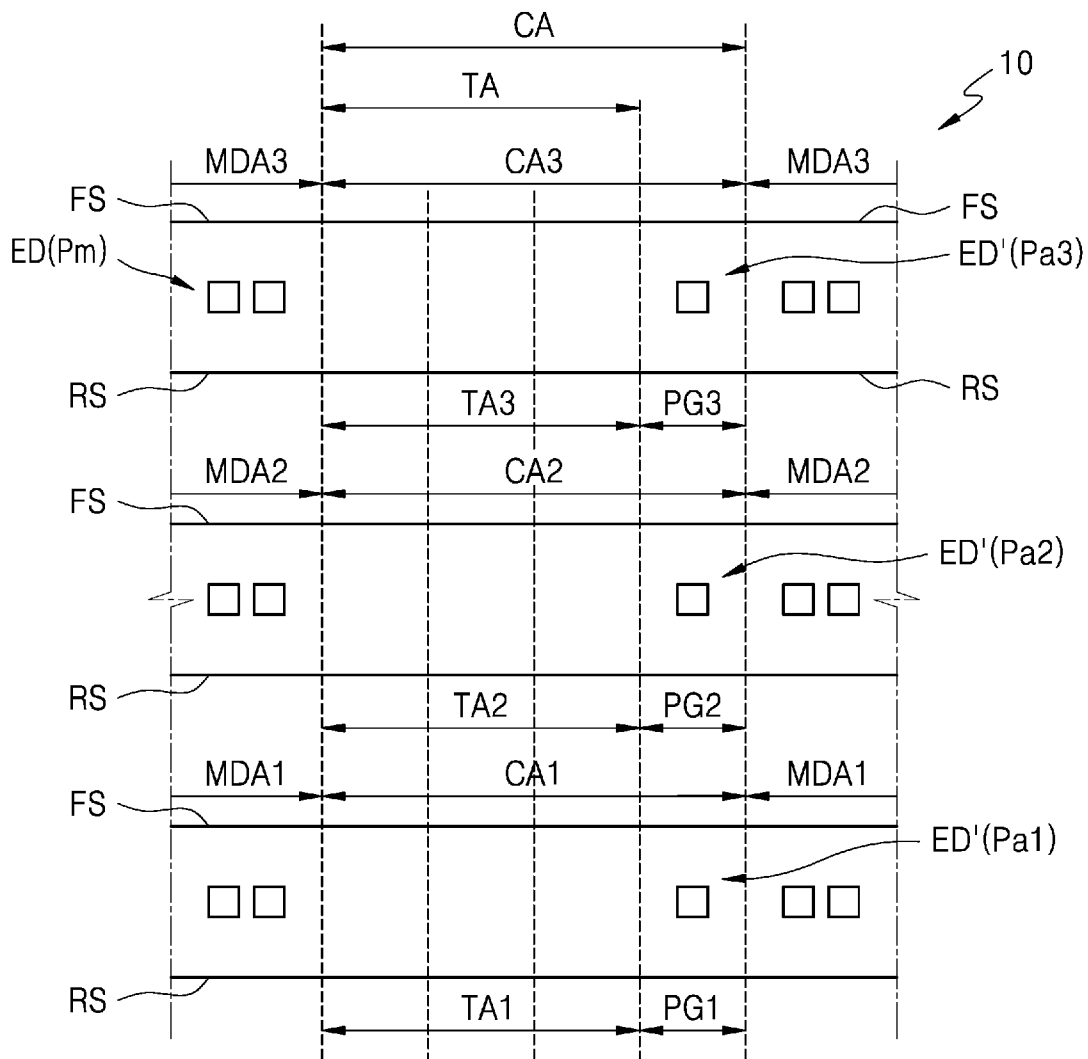 CA
10
TA
MDA3 CA3 MDA3
FS FS
ED(Pm) ED'(Pa3)
RS RS
TA3 PG3
MDA2 CA2 MDA2
FS
ED'(Pa2)
RS
TA2 PG2
MDA1 CA1 MDA1
FS
ED'(Pa1)
RS
TA1 PG1